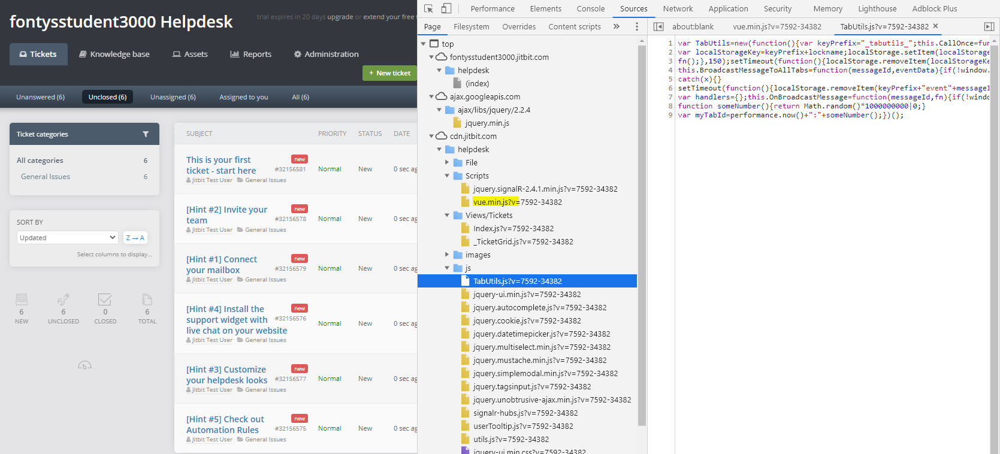 fontysstudent3000 Helpdesk
trial expires in 20 days upgrade or extend your free
Tickets
Knowledge base
Assets
Reports
Administration
+ New ticket
Unanswered (6)
Unclosed (6)
Unassigned (6)
Assigned to you
All (6)
Ticket categories
All categories 6
General Issues 6
SORT BY
Updated
Z→A
Select columns to display...
6 NEW
6 UNCLOSED
0 CLOSED
6 TOTAL
SUBJECT PRIORITY STATUS DATE
This is your first new
ticket - start here #32156581 Normal New 0 sec ag
Jitbit Test User General Issues
[Hint #2] Invite your new
team #32156578 Normal New 0 sec ag
Jitbit Test User General Issues
[Hint #1] Connect new
your mailbox #32156579 Normal New 0 sec ag
Jitbit Test User General Issues
[Hint #4] Install the new
support widget with #32156576 Normal New 0 sec ag
live chat on your website
Jitbit Test User General Issues
[Hint #3] Customize new
your helpdesk looks #32156577 Normal New 0 sec ag
Jitbit Test User General Issues
[Hint #5] Check out new
Automation Rules #32156575 Normal New 0 sec ag
Jitbit Test User General Issues
Performance Elements Console Sources Network Application Security Memory Lighthouse Adblock Plus
Page Filesystem Overrides Content scripts »
top
fontysstudent3000.jitbit.com
helpdesk
(index)
ajax.googleapis.com
ajax/libs/jquery/2.2.4
jquery.min.js
cdn.jitbit.com
helpdesk
File
Scripts
jquery.signalR-2.4.1.min.js?v=7592-34382
vue.min.js?v=7592-34382
Views/Tickets
Index.js?v=7592-34382
_TicketGrid.js?v=7592-34382
images
js
TabUtils.js?v=7592-34382
jquery-ui.min.js?v=7592-34382
jquery.autocomplete.js?v=7592-34382
jquery.cookie.js?v=7592-34382
jquery.datetimepicker.js?v=7592-34382
jquery.multiselect.min.js?v=7592-34382
jquery.mustache.min.js?v=7592-34382
jquery.simplemodal.min.js?v=7592-34382
jquery.tagsinput.js?v=7592-34382
jquery.unobtrusive-ajax.min.js?v=7592-34382
signalr-hubs.js?v=7592-34382
userTooltip.js?v=7592-34382
utils.js?v=7592-34382
jquery-ui.min.css?v=7592-34382
about:blank vue.min.js?v=7592-34382 TabUtils.js?v=7592-34382 ×
1 var TabUtils=new(function(){var keyPrefix="_tabutils_";this.CallOnce=fun
2 var localStorageKey=keyPrefix+lockname;localStorage.setItem(localStorage
3 fn();},150);setTimeout(function(){localStorage.removeItem(localStorageKe
4 this.BroadcastMessageToAllTabs=function(messageId,eventData){if(!window.
5 catch(x){}
6 setTimeout(function(){localStorage.removeItem(keyPrefix+"event"+messageI
7 var handlers={};this.OnBroadcastMessage=function(messageId,fn){if(!windo
8 function someNumber(){return Math.random()*1000000000|0;}
9 var myTabId=performance.now()+":"+someNumber();})();